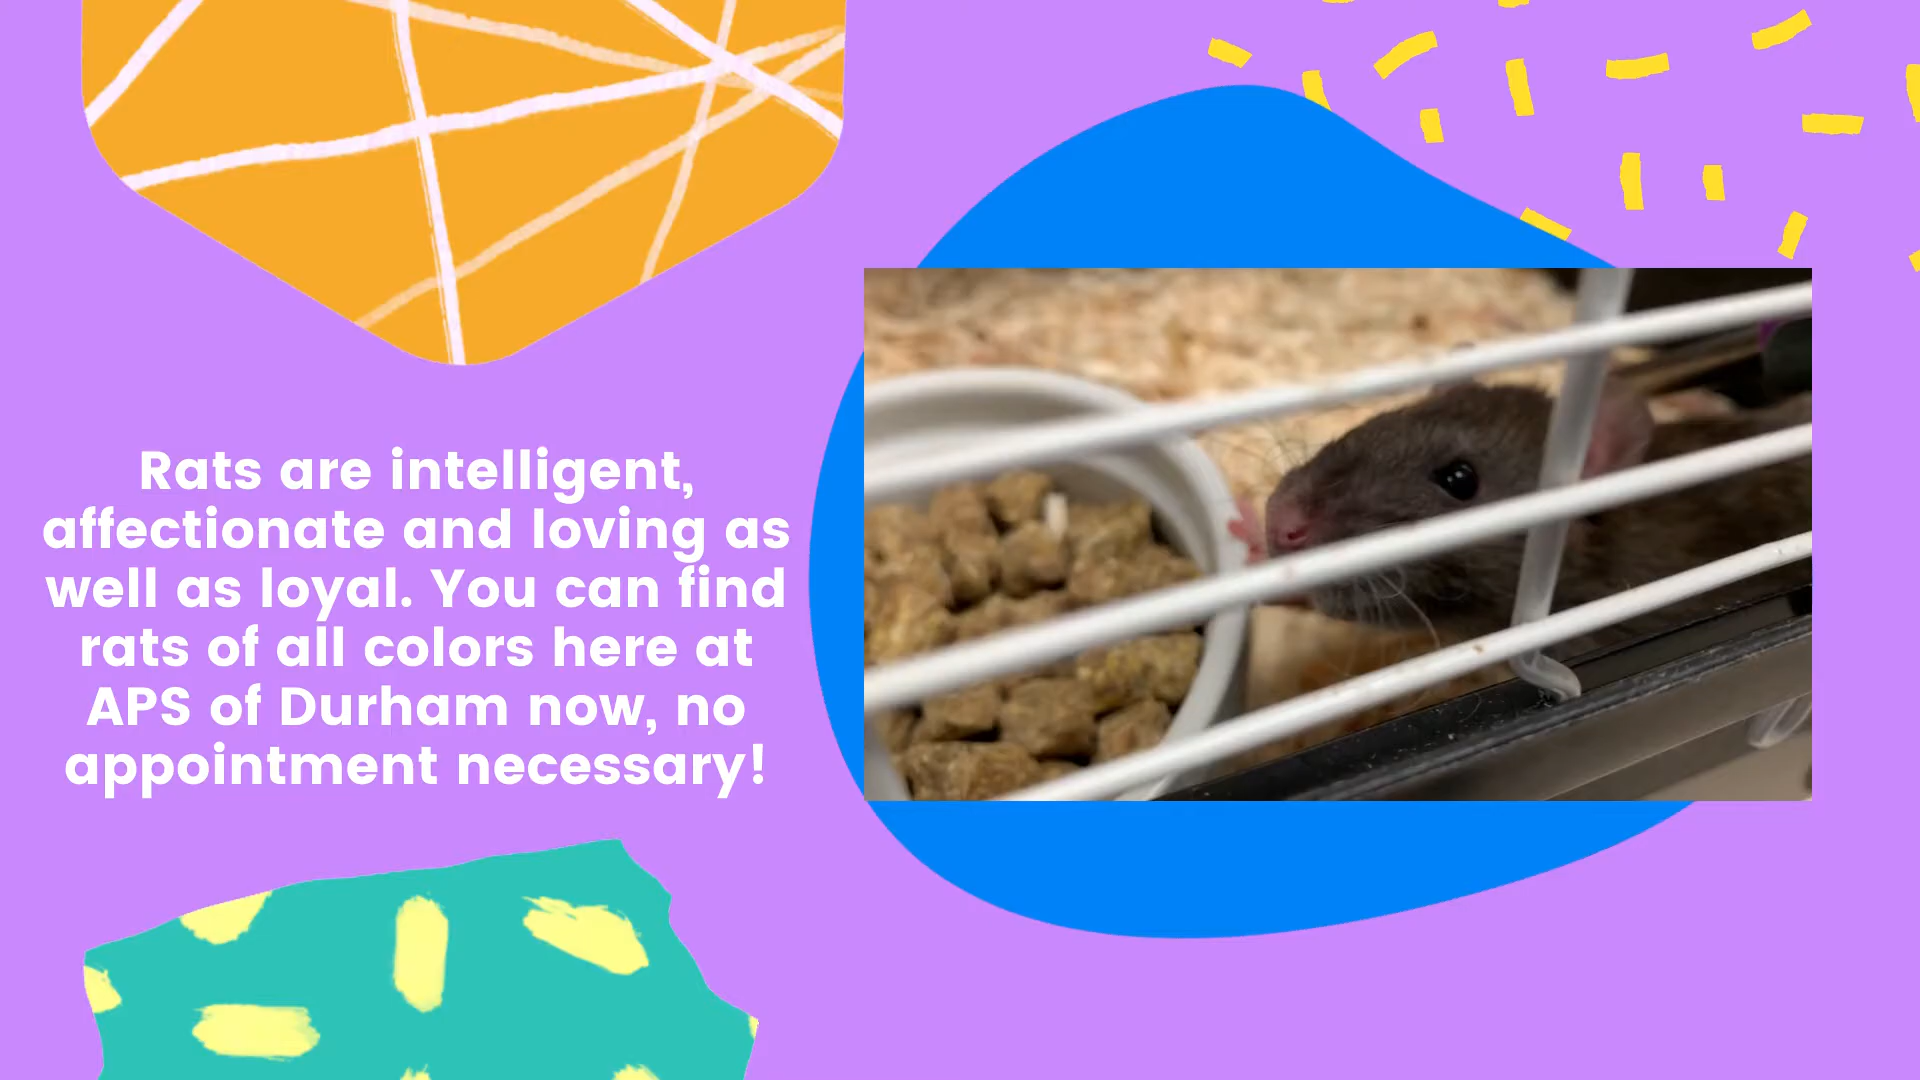 Rats are intelligent,
affectionate and loving as
well as loyal. You can find
rats of all colors here at
APS of Durham now, no
appointment necessary!